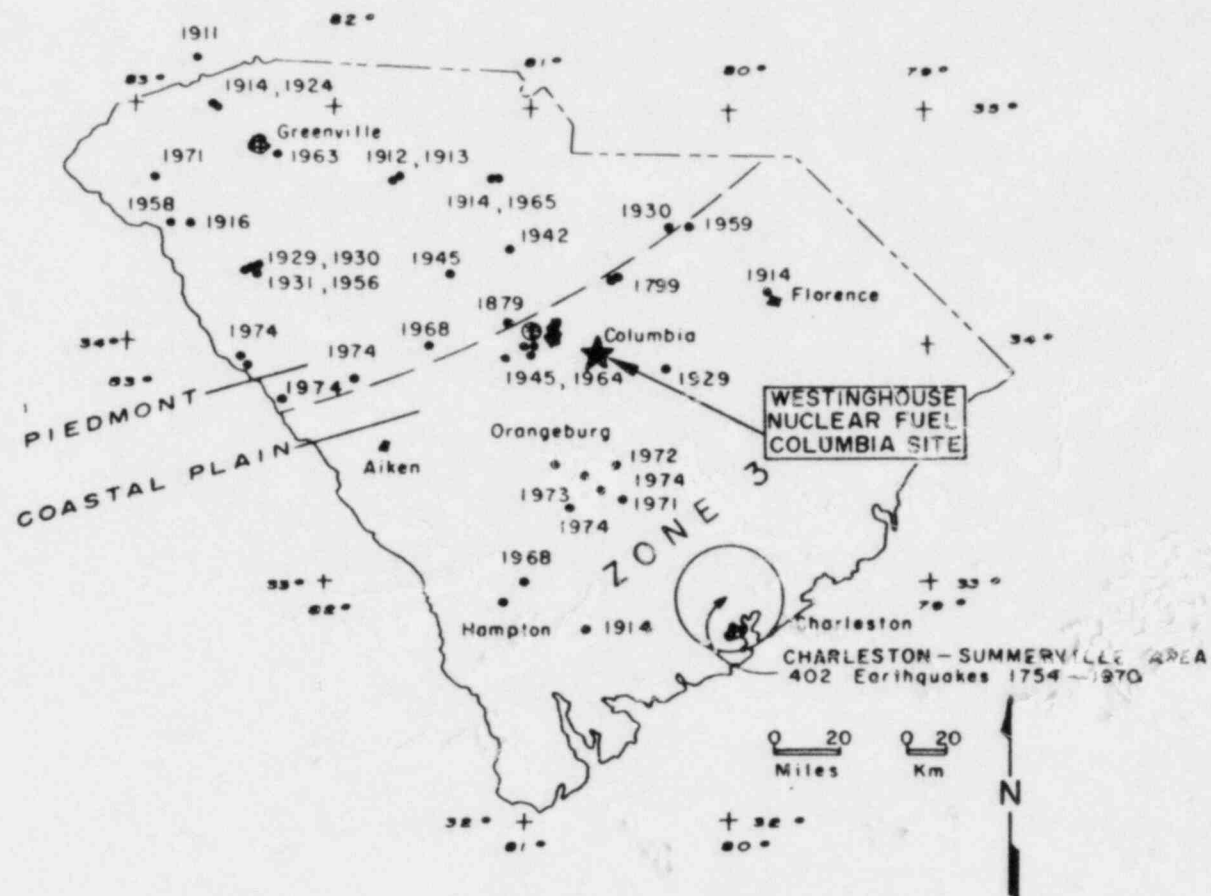 1911
82°
83°
81°
80°
79°
1914, 1924
35°
Greenville
1971
1963
1912, 1913
1914, 1965
1958
1916
1930
1959
1942
1929, 1930
1945
1914
1931, 1956
1799
Florence
1879
34°
1974
1968
Columbia
34°
83°
1974
1945, 1964
1929
1974
PIEDMONT
WESTINGHOUSE
NUCLEAR FUEL
COLUMBIA SITE
Orangeburg
COASTAL PLAIN
Aiken
1972
1974
1973
1971
1974
ZONE 3
1968
33°
82°
33°
Hampton
1914
Charleston
CHARLESTON-SUMMERVILLE AREA
402 Earthquakes 1754-1970
0 20
Miles
0 20
Km
N
32°
81°
32°
80°